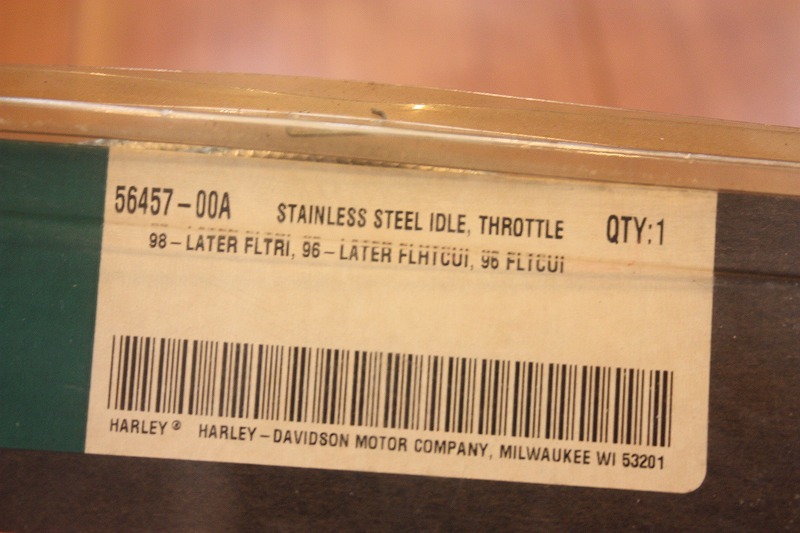 56457-00A STAINLESS STEEL IDLE, THROTTLE QTY:1
98-LATER FLTRI, 96-LATER FLHTCUI, 96 FLTCUI
HARLEY® HARLEY-DAVIDSON MOTOR COMPANY, MILWAUKEE WI 53201